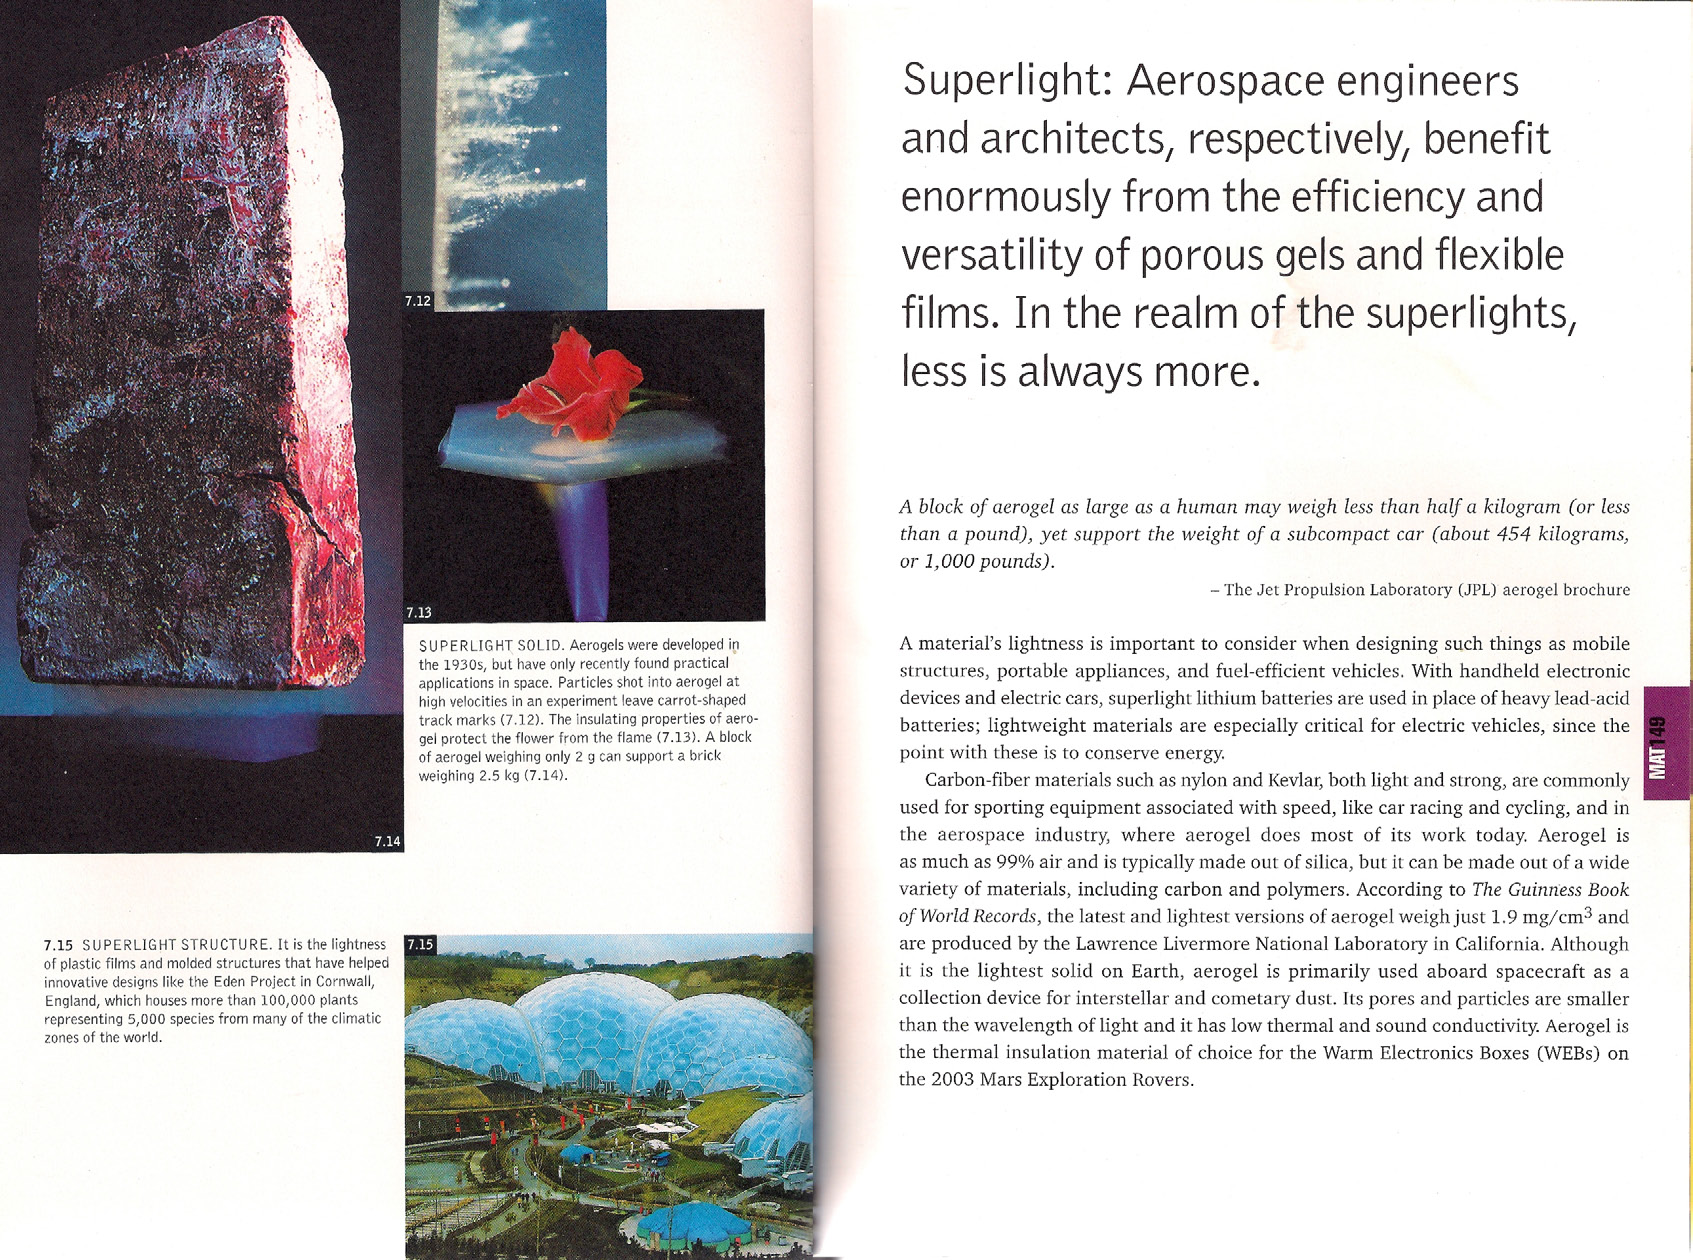 7.12
7.13
7.14
SUPERLIGHT SOLID. Aerogels were developed in
the 1930s, but have only recently found practical
applications in space. Particles shot into aerogel at
high velocities in an experiment leave carrot-shaped
track marks (7.12). The insulating properties of aero-
gel protect the flower from the flame (7.13). A block
of aerogel weighing only 2 g can support a brick
weighing 2.5 kg (7.14).
7.15 SUPERLIGHT STRUCTURE. It is the lightness
of plastic films and molded structures that have helped
innovative designs like the Eden Project in Cornwall,
England, which houses more than 100,000 plants
representing 5,000 species from many of the climatic
zones of the world.
7.15
Superlight: Aerospace engineers
and architects, respectively, benefit
enormously from the efficiency and
versatility of porous gels and flexible
films. In the realm of the superlights,
less is always more.
A block of aerogel as large as a human may weigh less than half a kilogram (or less
than a pound), yet support the weight of a subcompact car (about 454 kilograms,
or 1,000 pounds).
– The Jet Propulsion Laboratory (JPL) aerogel brochure
A material's lightness is important to consider when designing such things as mobile
structures, portable appliances, and fuel-efficient vehicles. With handheld electronic
devices and electric cars, superlight lithium batteries are used in place of heavy lead-acid
batteries; lightweight materials are especially critical for electric vehicles, since the
point with these is to conserve energy.
Carbon-fiber materials such as nylon and Kevlar, both light and strong, are commonly
used for sporting equipment associated with speed, like car racing and cycling, and in
the aerospace industry, where aerogel does most of its work today. Aerogel is
as much as 99% air and is typically made out of silica, but it can be made out of a wide
variety of materials, including carbon and polymers. According to The Guinness Book
of World Records, the latest and lightest versions of aerogel weigh just 1.9 mg/cm³ and
are produced by the Lawrence Livermore National Laboratory in California. Although
it is the lightest solid on Earth, aerogel is primarily used aboard spacecraft as a
collection device for interstellar and cometary dust. Its pores and particles are smaller
than the wavelength of light and it has low thermal and sound conductivity. Aerogel is
the thermal insulation material of choice for the Warm Electronics Boxes (WEBs) on
the 2003 Mars Exploration Rovers.
MAT149